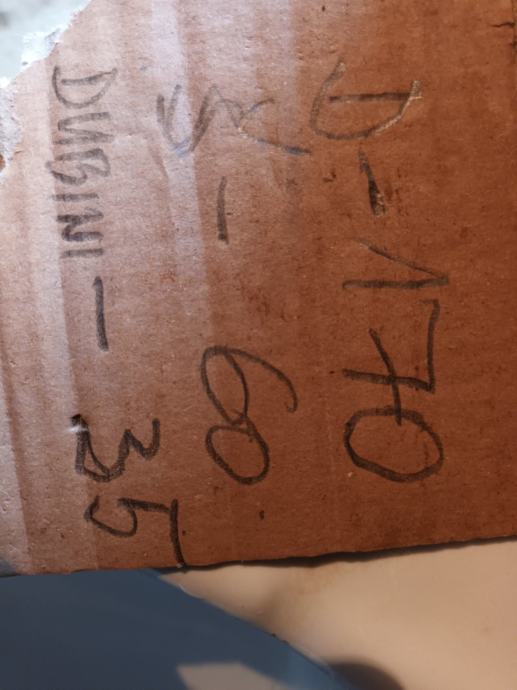 D - 170
Š - 60
DUBINI - 35